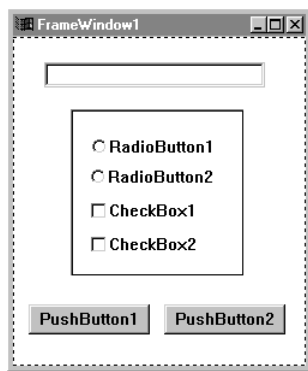 FrameWindow1
RadioButton1
RadioButton2
CheckBox1
CheckBox2
PushButton1 PushButton2